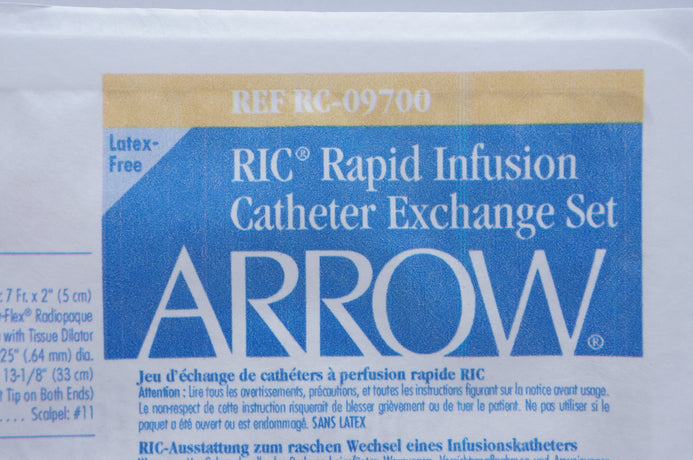 REF RC-09700
Latex-
Free
RIC® Rapid Infusion
Catheter Exchange Set
ARROW®
: 7 Fr. x 2" (5 cm)
-Flex® Radiopaque
with Tissue Dilator
25" (.64 mm) dia.
13-1/8" (33 cm)
t Tip on Both Ends)
.... Scalpel: #11
Jeu d'échange de cathéters à perfusion rapide RIC
Attention : Lire tous les avertissements, précautions, et toutes les instructions figurant sur la notice avant usage.
Le non-respect de cette instruction risquerait de blesser grièvement ou de tuer le patient. Ne pas utiliser si le
paquet a été ouvert ou est endommagé. SANS LATEX
RIC-Ausstattung zum raschen Wechsel eines Infusionskatheters